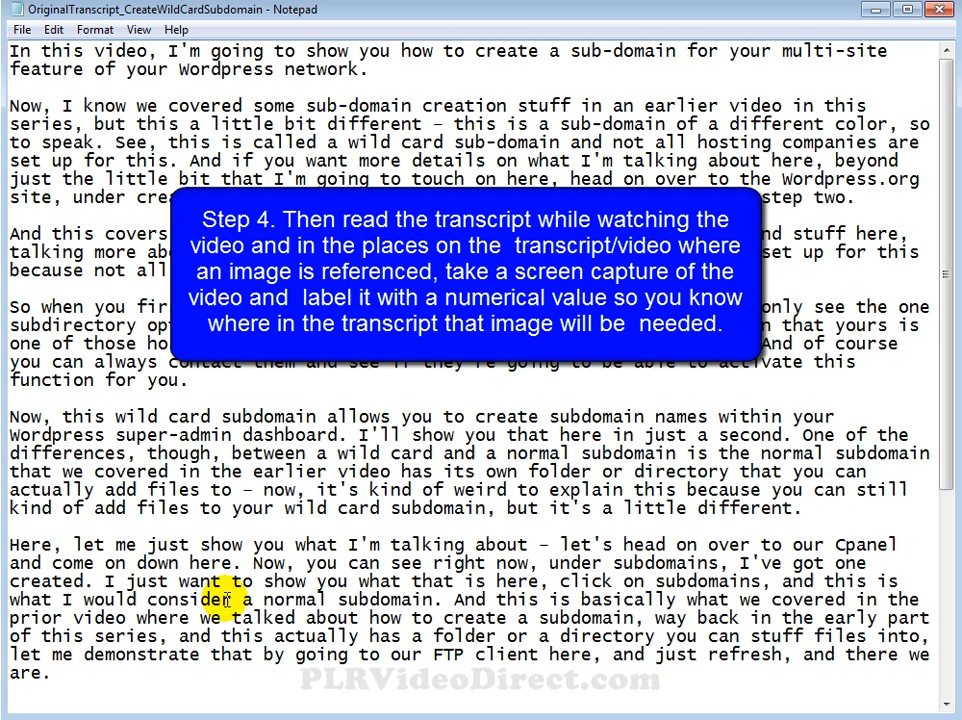 OriginalTranscript_CreateWildCardSubdomain - Notepad
File Edit Format View Help
In this video, I'm going to show you how to create a sub-domain for your multi-site
feature of your Wordpress network.
Now, I know we covered some sub-domain creation stuff in an earlier video in this
series, but this a little bit different - this is a sub-domain of a different color, so
to speak. See, this is called a wild card sub-domain and not all hosting companies are
set up for this. And if you want more details on what I'm talking about here, beyond
just the little bit that I'm going to touch on here, head on over to the Wordpress.org
site, under step two.
And this covers nd stuff here,
talking more abo set up for this
because not all
So when you fir only see the one
subdirectory op n that yours is
one of those ho And of course
you can always contact them and see if they're going to be able to activate this
function for you.
Step 4. Then read the transcript while watching the
video and in the places on the transcript/video where
an image is referenced, take a screen capture of the
video and label it with a numerical value so you know
where in the transcript that image will be needed.
Now, this wild card subdomain allows you to create subdomain names within your
Wordpress super-admin dashboard. I'll show you that here in just a second. One of the
differences, though, between a wild card and a normal subdomain is the normal subdomain
that we covered in the earlier video has its own folder or directory that you can
actually add files to - now, it's kind of weird to explain this because you can still
kind of add files to your wild card subdomain, but it's a little different.
Here, let me just show you what I'm talking about - let's head on over to our Cpanel
and come on down here. Now, you can see right now, under subdomains, I've got one
created. I just want to show you what that is here, click on subdomains, and this is
what I would consider a normal subdomain. And this is basically what we covered in the
prior video where we talked about how to create a subdomain, way back in the early part
of this series, and this actually has a folder or a directory you can stuff files into,
let me demonstrate that by going to our FTP client here, and just refresh, and there we
are.
PLRVideoDirect.com